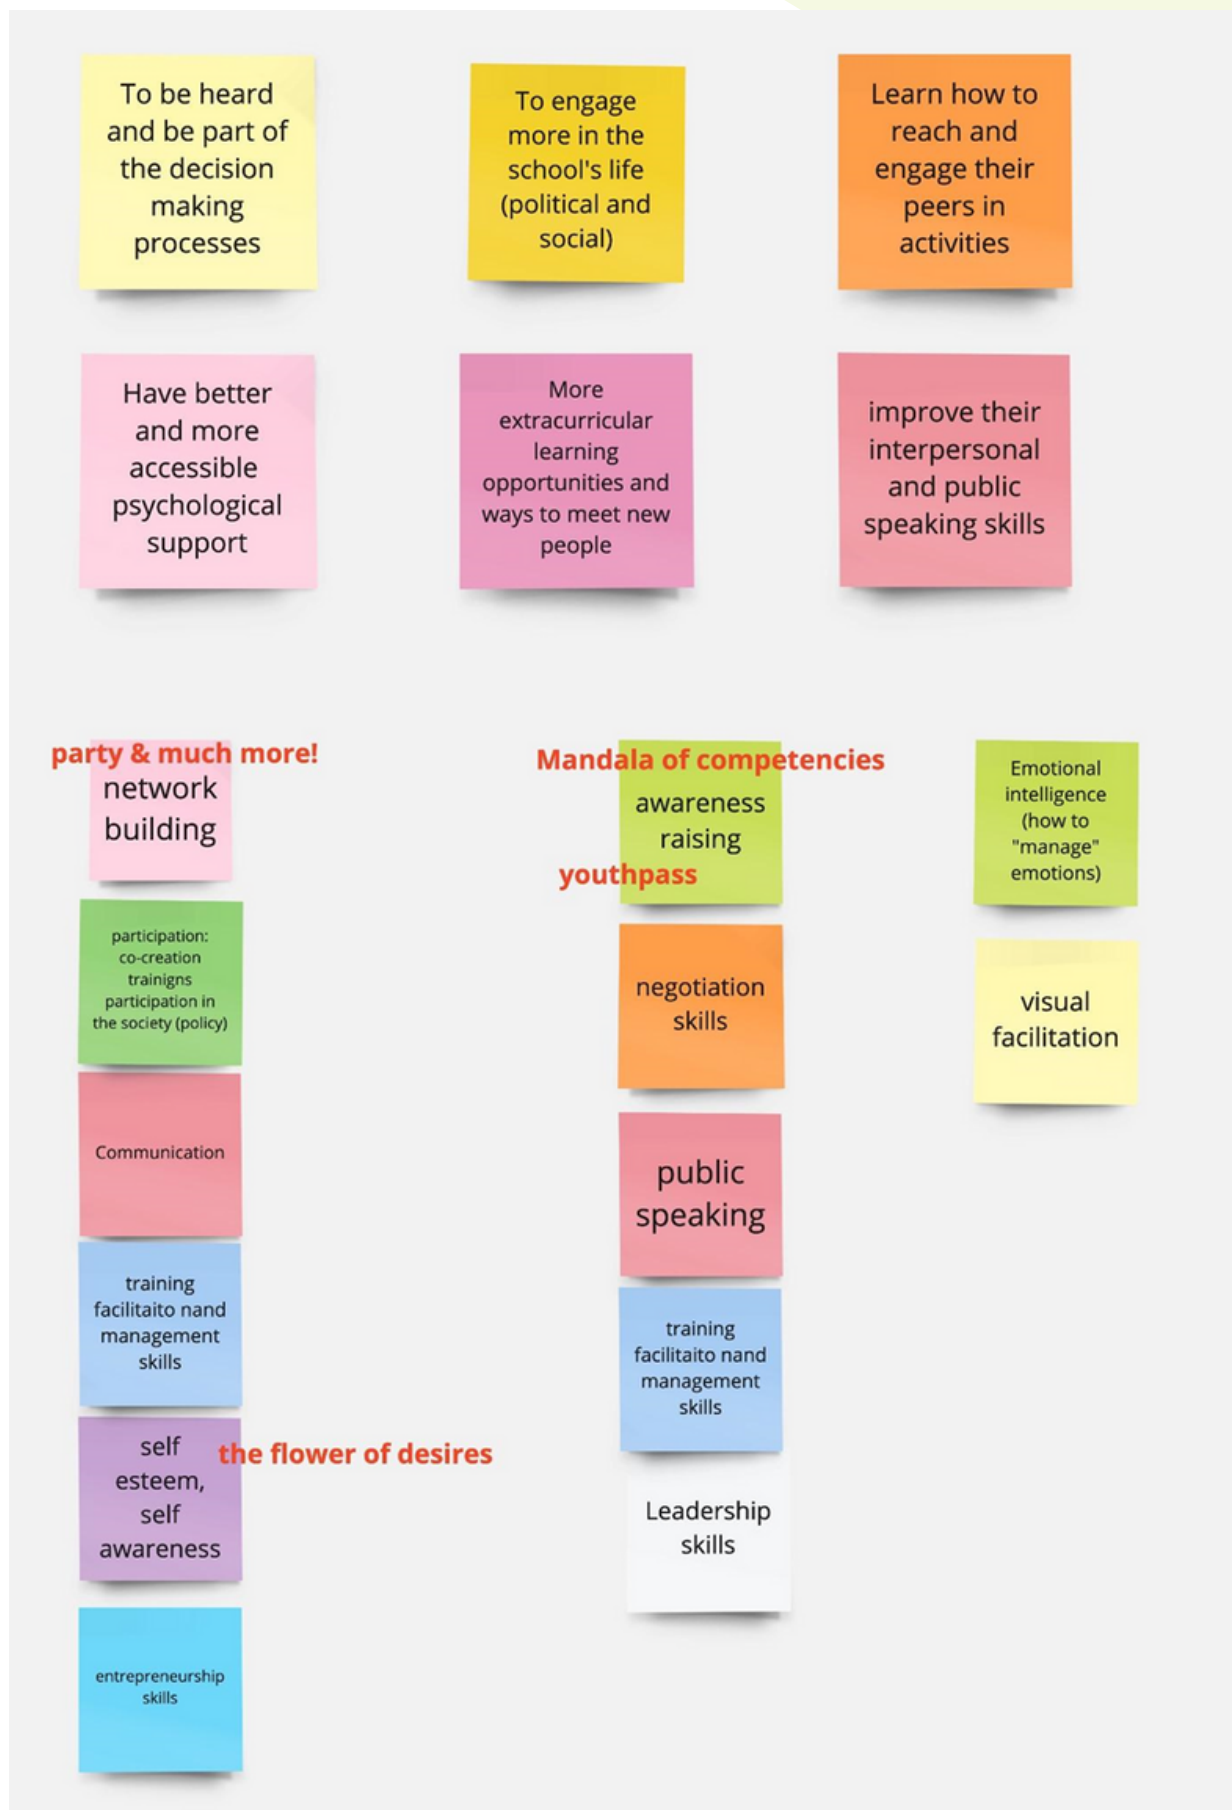 To be heard
and be part of
the decision
making
processes
To engage
more in the
school's life
(political and
social)
Learn how to
reach and
engage their
peers in
activities
Have better
and more
accessible
psychological
support
More
extracurricular
learning
opportunities and
ways to meet new
people
improve their
interpersonal
and public
speaking skills
party & much more!
network
building
participation:
co-creation
trainigns
participation in
the society (policy)
Communication
training
facilitaito nand
management
skills
self
esteem,
self
awareness
the flower of desires
entrepreneurship
skills
Mandala of competencies
awareness
raising
youthpass
negotiation
skills
public
speaking
training
facilitaito nand
management
skills
Leadership
skills
Emotional
intelligence
(how to
"manage"
emotions)
visual
facilitation